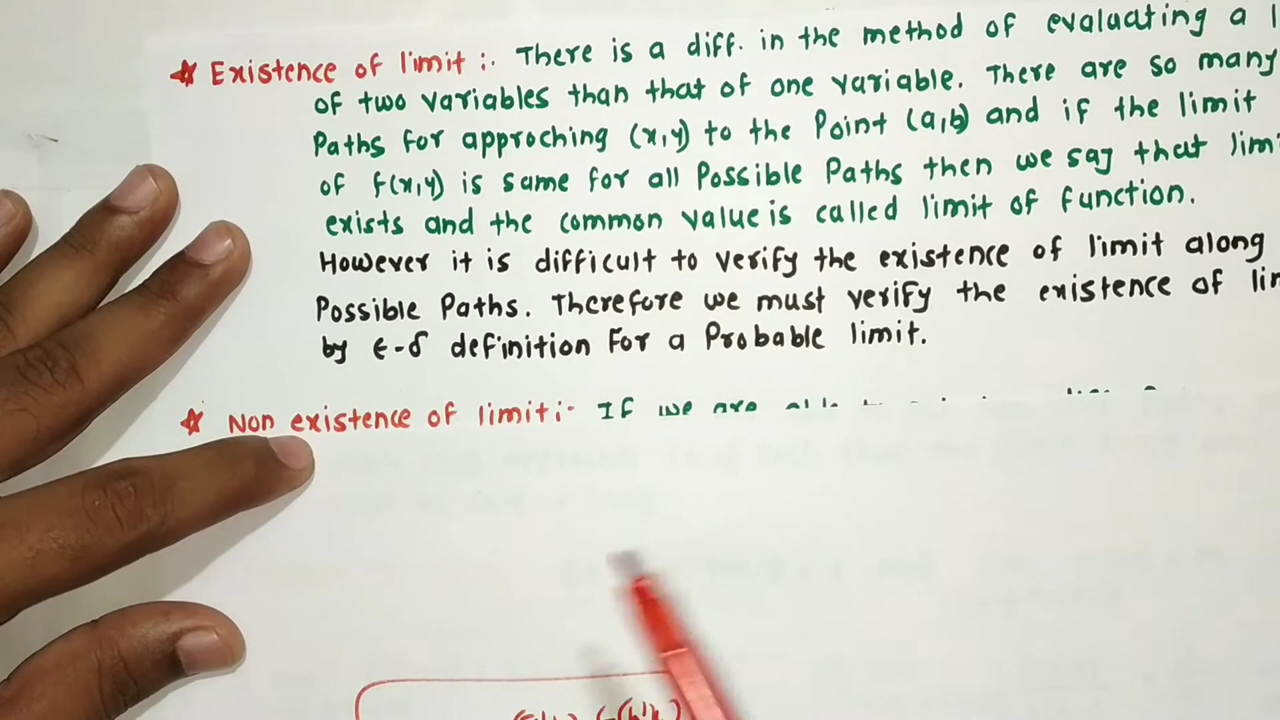 * Existence of limit :. There is a diff. in the method of evaluating a
of two variables than that of one variable. There are so many
Paths for approching (x,y) to the Point (a,b) and if the limit
of f(x,y) is same for all Possible Paths then we say that
exists and the common value is called limit of function.
However it is difficult to verify the existence of limit along
Possible Paths. Therefore we must verify the existence of
by ϵ-δ definition For a Probable limit.
* Non existence of limit:- If we are